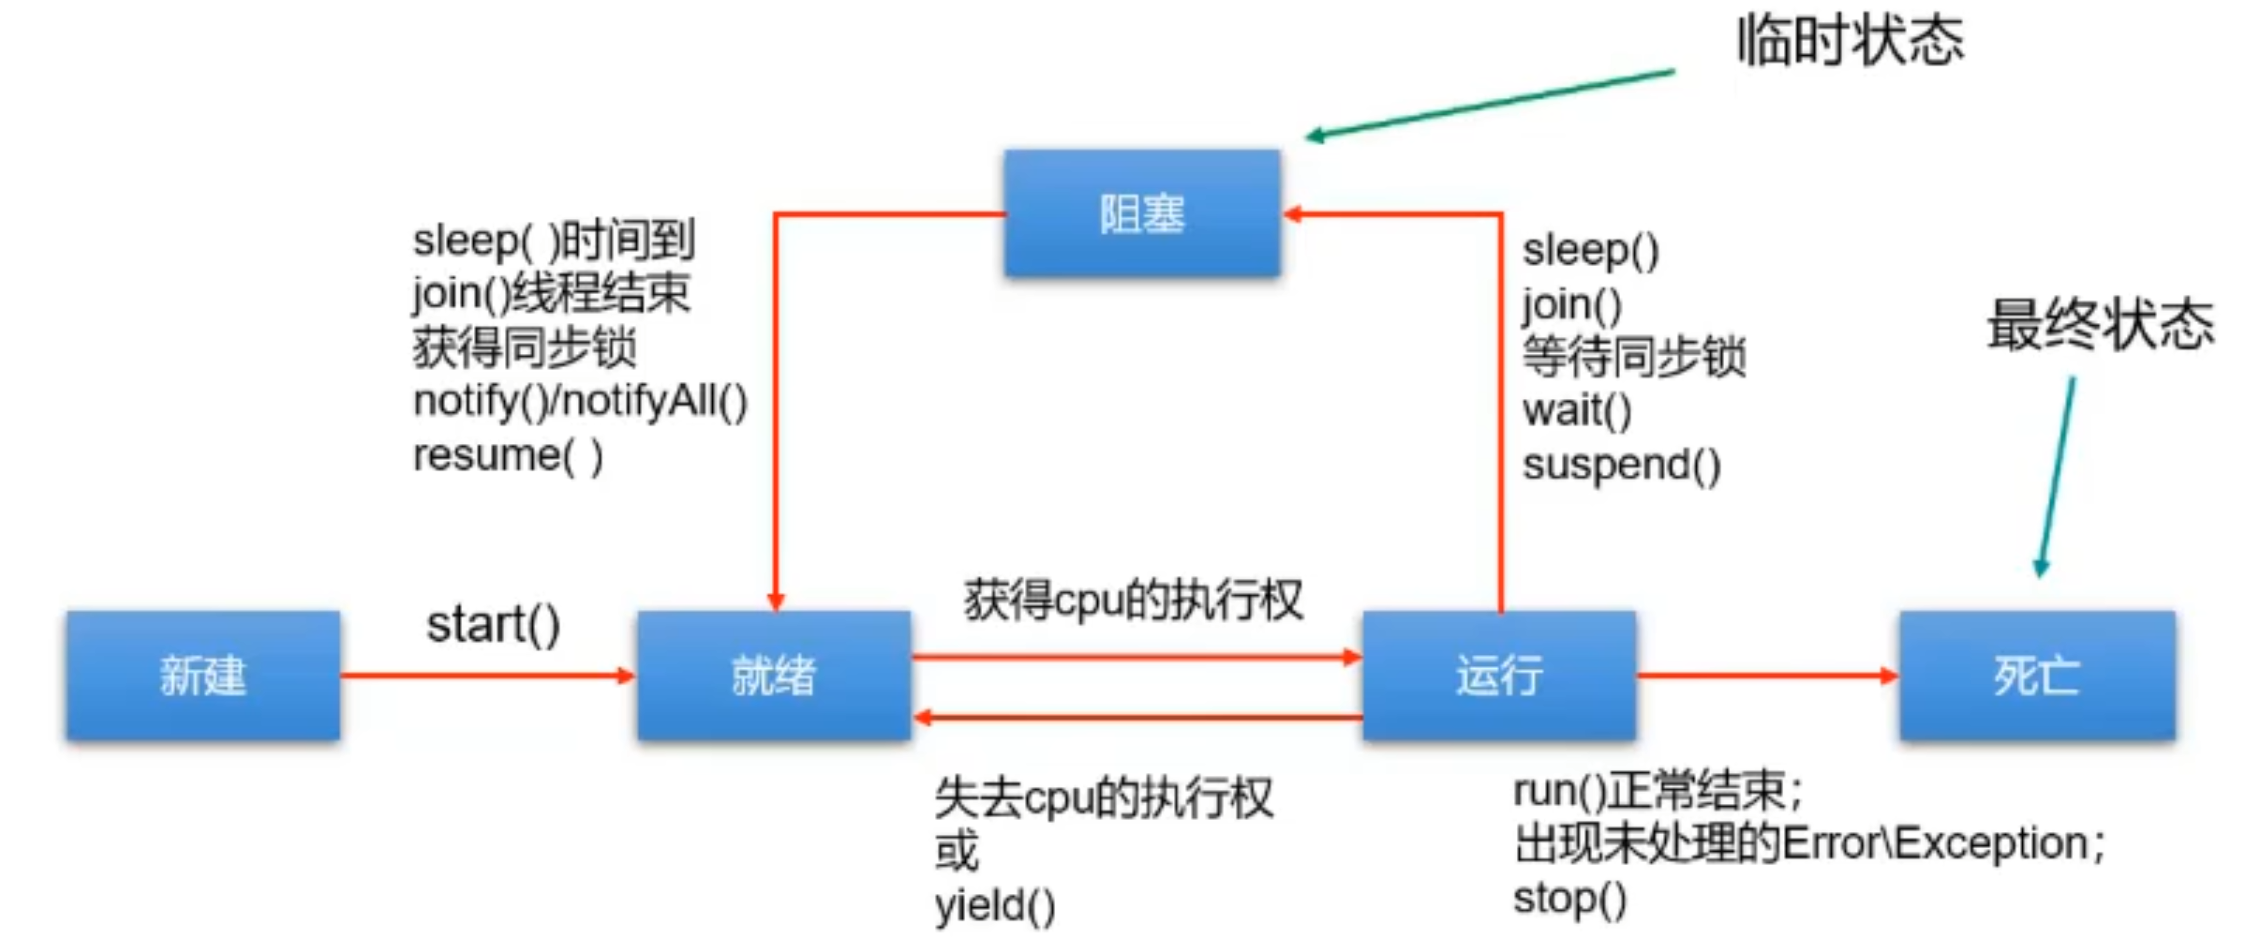 临时状态
阻塞
sleep( )时间到
join()线程结束
获得同步锁
notify()/notifyAll()
resume( )
sleep()
join()
等待同步锁
wait()
suspend()
最终状态
新建
start()
就绪
获得cpu的执行权
运行
死亡
失去cpu的执行权
或
yield()
run()正常结束;
出现未处理的Error\Exception;
stop()